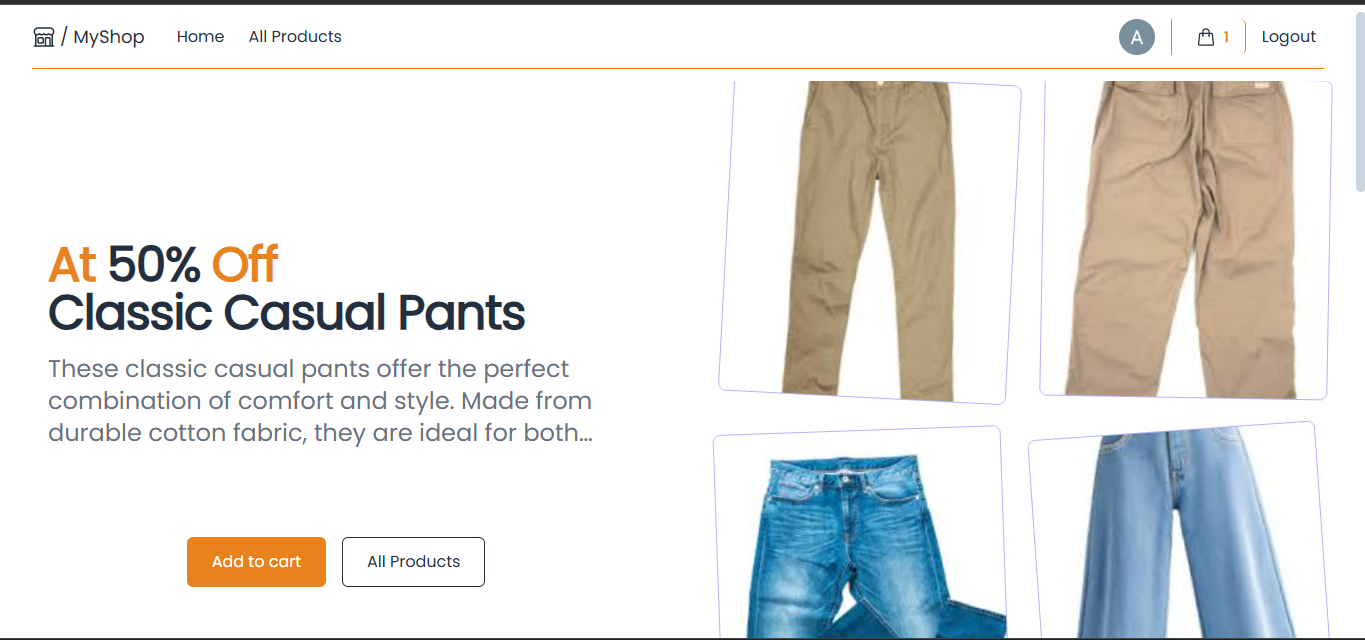 / MyShop Home All Products A 1 Logout
At 50% Off
Classic Casual Pants
These classic casual pants offer the perfect
combination of comfort and style. Made from
durable cotton fabric, they are ideal for both...
Add to cart All Products